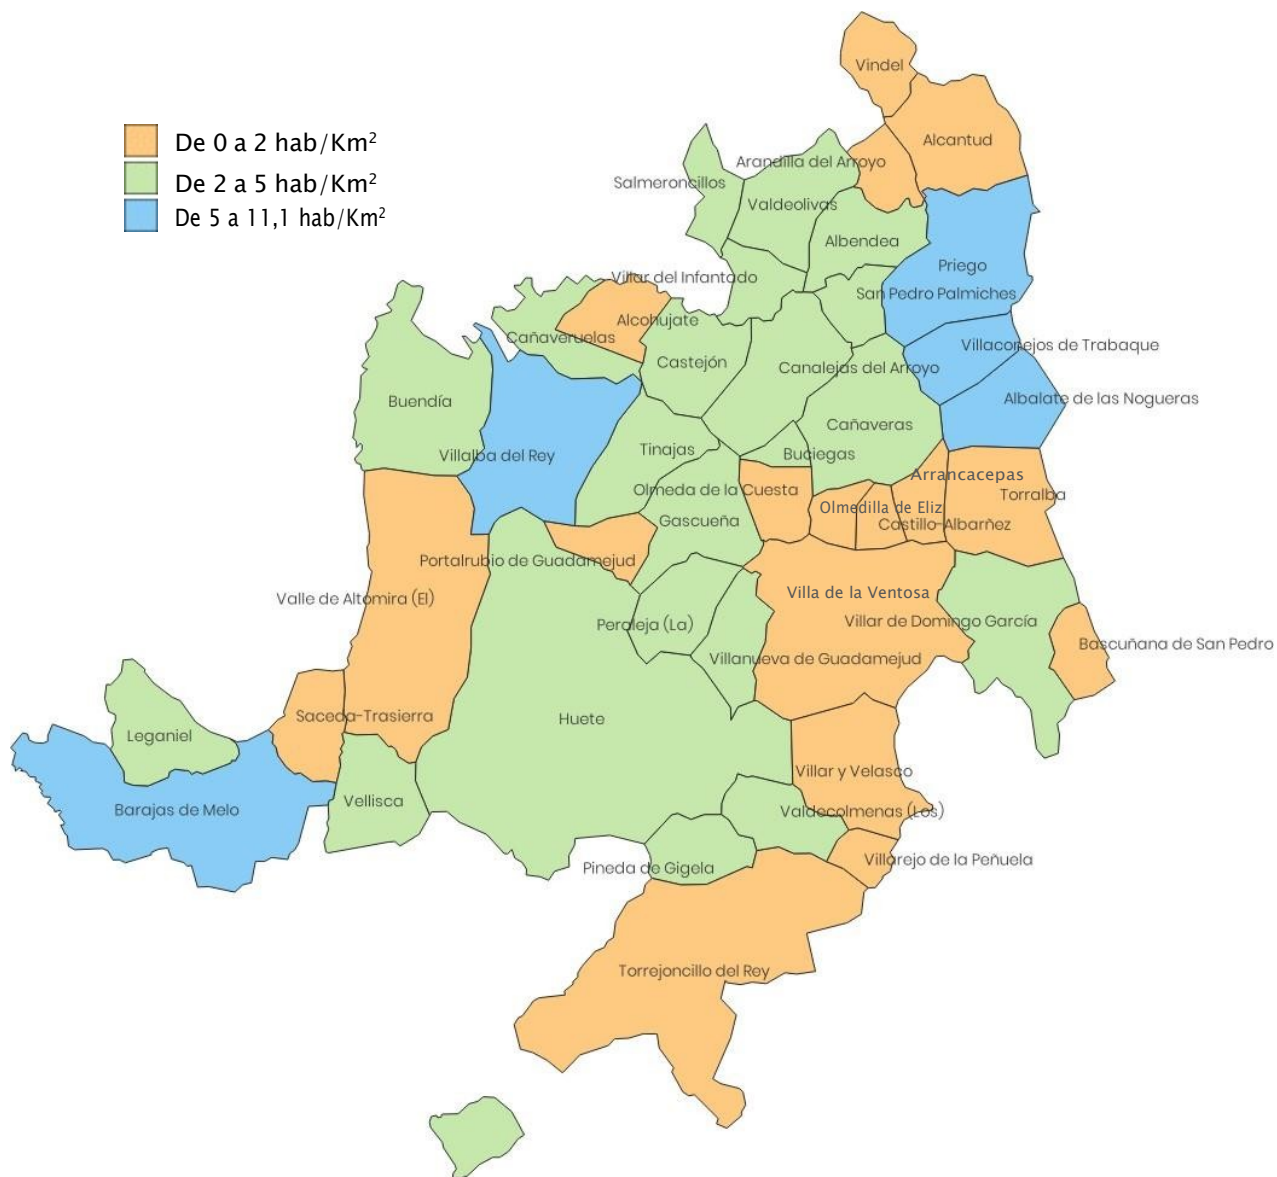 Vindel
De 0 a 2 hab/Km²
Alcantud
Arandilla del Arroyo
De 2 a 5 hab/Km²
Salmeroncillos
Valdeolivas
De 5 a 11,1 hab/Km²
Albendea
Priego
Villar del Infantado
San Pedro Palmiches
Alcohujate
Cañaveruelas
Villaconejos de Trabaque
Castejón
Canalejas del Arroyo
Buendía
Albalate de las Nogueras
Cañaveras
Tinajas
Villalba del Rey
Buciegas
Arrancacepas
Olmeda de la Cuesta
Torralba
Olmedilla de Eliz
Gascueña
Castillo-Albarñez
Portalrubio de Guadamejud
Villa de la Ventosa
Valle de Altomira (El)
Peraleja (La)
Villar de Domingo García
Bascuñana de San Pedro
Villanueva de Guadamejud
Saceda-Trasierra
Huete
Leganiel
Villar y Velasco
Vellisca
Barajas de Melo
Valdecolmenas (Los)
Villarejo de la Peñuela
Pineda de Gigela
Torrejoncillo del Rey